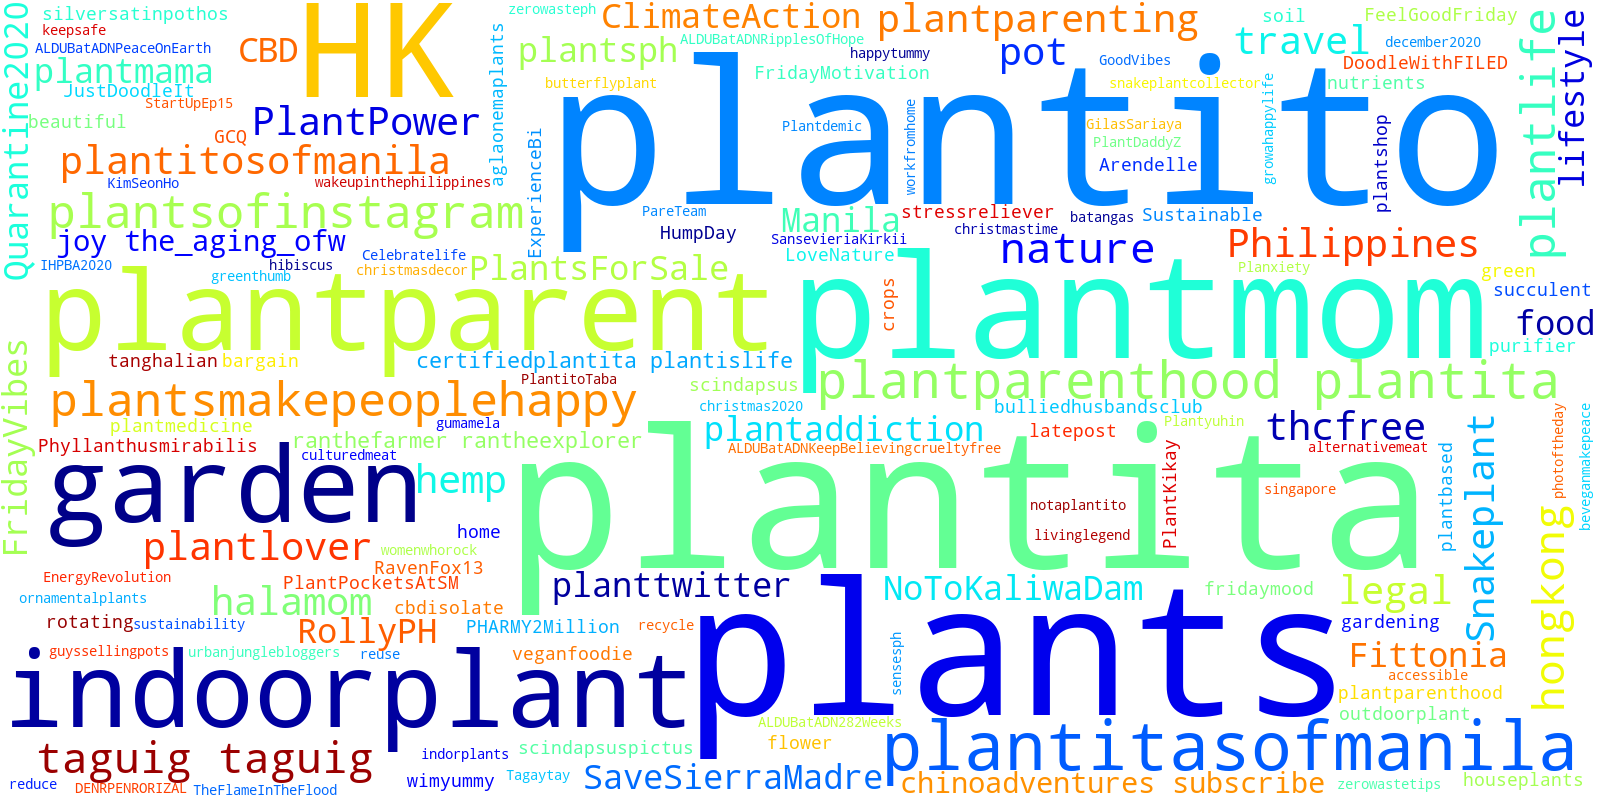 silversatinpothos
keepsafe
ALDUBatADNPeaceOnEarth
plantmama
JustDoodleIt
StartUpEp15
beautiful
Quarantine2020
CBD
HK
GCQ
PlantPower
plantitosofmanila
KimSeonHo
wakeupinthephilippines
plantsofinstagram
joy the_aging_ofw
IHPBA2020
hibiscus
greenthumb
Celebratelife
christmasdecor
zerowasteph
plantsph
aglaonemaplants
ExperienceBi
butterflyplant
ClimateAction
ALDUBatADNRipplesOfHope
happytummy
FridayMotivation
plantparenting
pot
GoodVibes
snakeplantcollector
soil
travel
FeelGoodFriday
december2020
DoodleWithFILED
nutrients
plantlife
lifestyle
plantito
Plantdemic
workfromhome
GilasSariaya
PlantDaddyZ
Arendelle
growahappylife
plantshop
PareTeam
HumpDay
Manila
SansevieriaKirkii
LoveNature
stressreliever
christmastime
batangas
Sustainable
nature
Philippines
Planxiety
green
succulent
food
purifier
PlantsForSale
plantparent
plantmom
crops
tanghalian
bargain
certifiedplantita plantislife
PlantitoTaba
scindapsus
plantparenthood plantita
FridayVibes
plantsmakepeoplehappy
plantmedicine
gumamela
christmas2020
bulliedhusbandsclub
Plantyuhin
plantaddiction
latepost
thcfree
Phyllanthusmirabilis
ranthefarmer rantheexplorer
culturedmeat
ALDUBatADNKeepBelieving
crueltyfree
alternativemeat
garden
hemp
plantita
PlantKikay
singapore
notaplantito
livinglegend
plantbased
Snakeplant
photooftheday
beveganmakepeace
hongkong
home
plantlover
womenwhorock
RavenFox13
EnergyRevolution
PlantPocketsAtSM
ornamentalplants
halamom
cbdisolate
planttwitter
NoToKaliwaDam
fridaymood
legal
rotating
sustainability
RollyPH
PHARMY2Million
recycle
gardening
guyssellingpots
urbanjunglebloggers
reuse
veganfoodie
sensesph
Fittonia
accessible
plantparenthood
outdoorplant
indoorplant
plants
ALDUBatADN282Weeks
flower
plantitasofmanila
taguig taguig
indorplants
scindapsuspictus
reduce
DENRPENRORIZAL
TheFlameInTheFlood
wimyummy
Tagaytay
SaveSierraMadre
chinoadventures subscribe
zerowastetips
houseplants